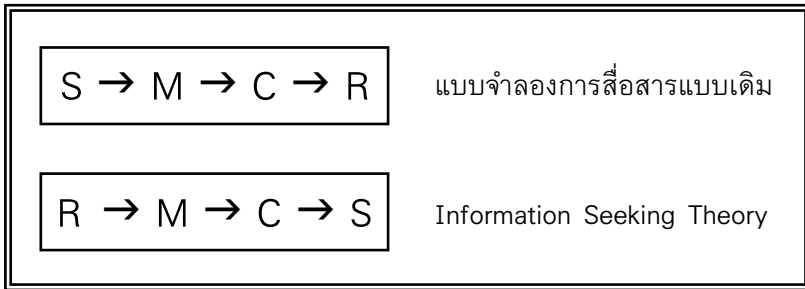 S → M → C → R แบบจำลองการสื่อสารแบบเดิม
R → M → C → S Information Seeking Theory